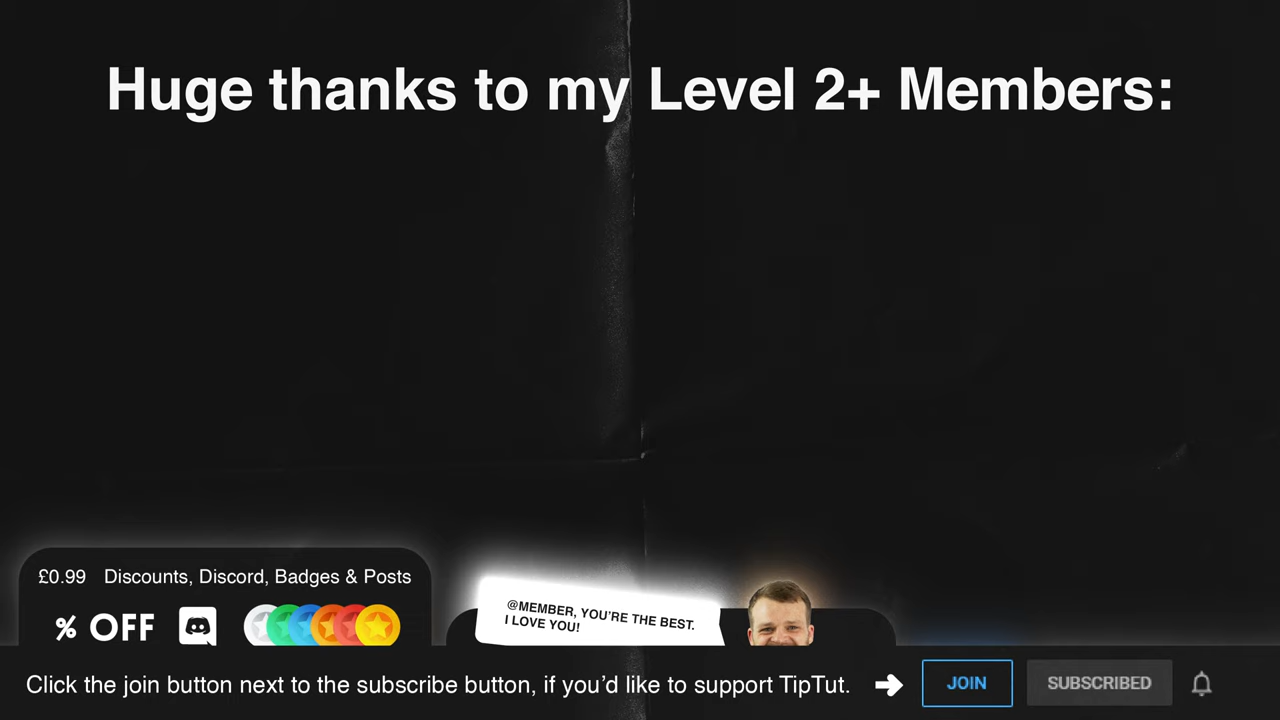 Huge thanks to my Level 2+ Members:
£0.99 Discounts, Discord, Badges & Posts
% OFF
@MEMBER, YOU'RE THE BEST.
I LOVE YOU!
Click the join button next to the subscribe button, if you’d like to support TipTut.
JOIN
SUBSCRIBED